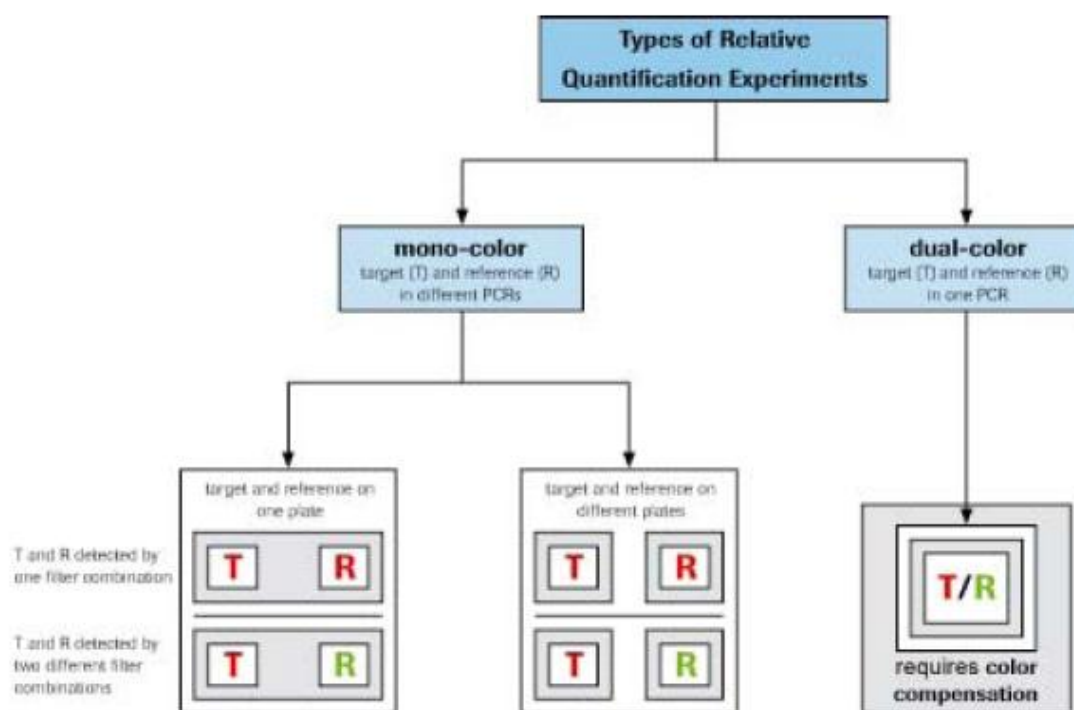 Types of Relative
Quantification Experiments
mono-color
target (T) and reference (R)
in different PCRs
dual-color
target (T) and reference (R)
in one PCR
target and reference on
one plate
target and reference on
different plates
T and R detected by
one filter combination
T R
T R
T and R detected by
two different filter
combinations
T R
T R
T/R
requires color
compensation